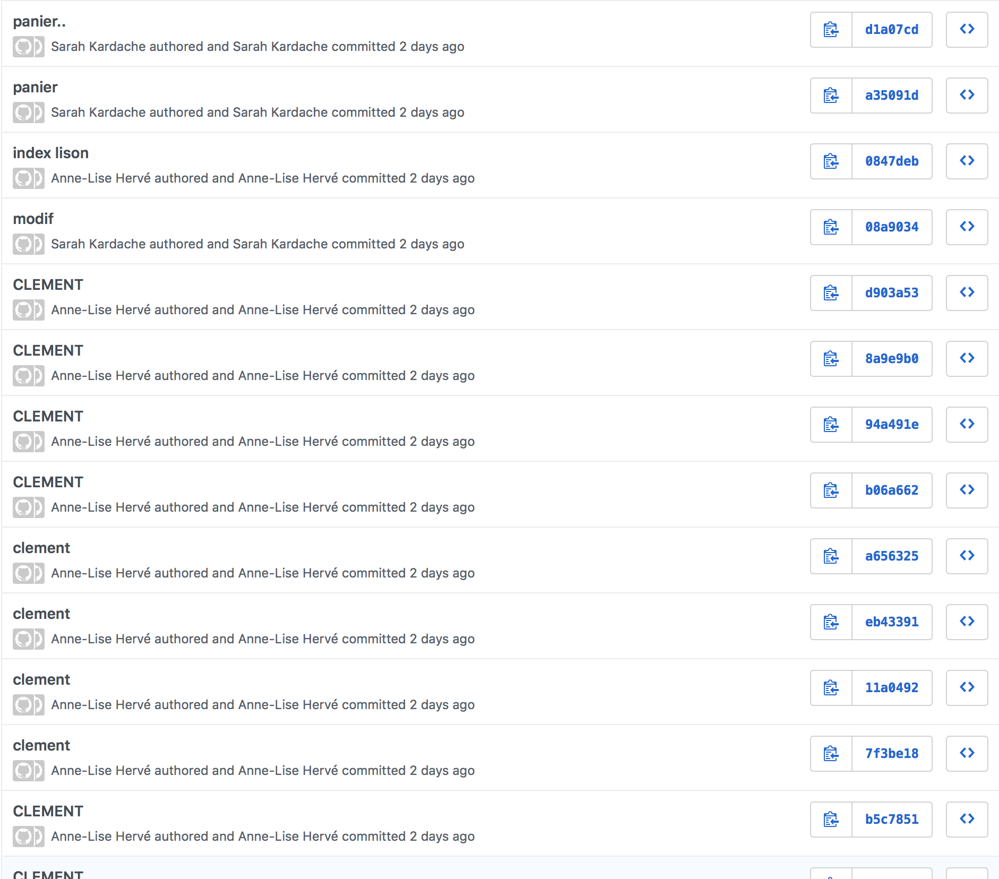 panier..
d1a07cd
Sarah Kardache authored and Sarah Kardache committed 2 days ago
panier
a35091d
Sarah Kardache authored and Sarah Kardache committed 2 days ago
index lison
0847deb
Anne-Lise Hervé authored and Anne-Lise Hervé committed 2 days ago
modif
08a9034
Sarah Kardache authored and Sarah Kardache committed 2 days ago
CLEMENT
d903a53
Anne-Lise Hervé authored and Anne-Lise Hervé committed 2 days ago
CLEMENT
8a9e9b0
Anne-Lise Hervé authored and Anne-Lise Hervé committed 2 days ago
CLEMENT
94a491e
Anne-Lise Hervé authored and Anne-Lise Hervé committed 2 days ago
CLEMENT
b06a662
Anne-Lise Hervé authored and Anne-Lise Hervé committed 2 days ago
clement
a656325
Anne-Lise Hervé authored and Anne-Lise Hervé committed 2 days ago
clement
eb43391
Anne-Lise Hervé authored and Anne-Lise Hervé committed 2 days ago
clement
11a0492
Anne-Lise Hervé authored and Anne-Lise Hervé committed 2 days ago
clement
7f3be18
Anne-Lise Hervé authored and Anne-Lise Hervé committed 2 days ago
CLEMENT
b5c7851
Anne-Lise Hervé authored and Anne-Lise Hervé committed 2 days ago
CLEMENT